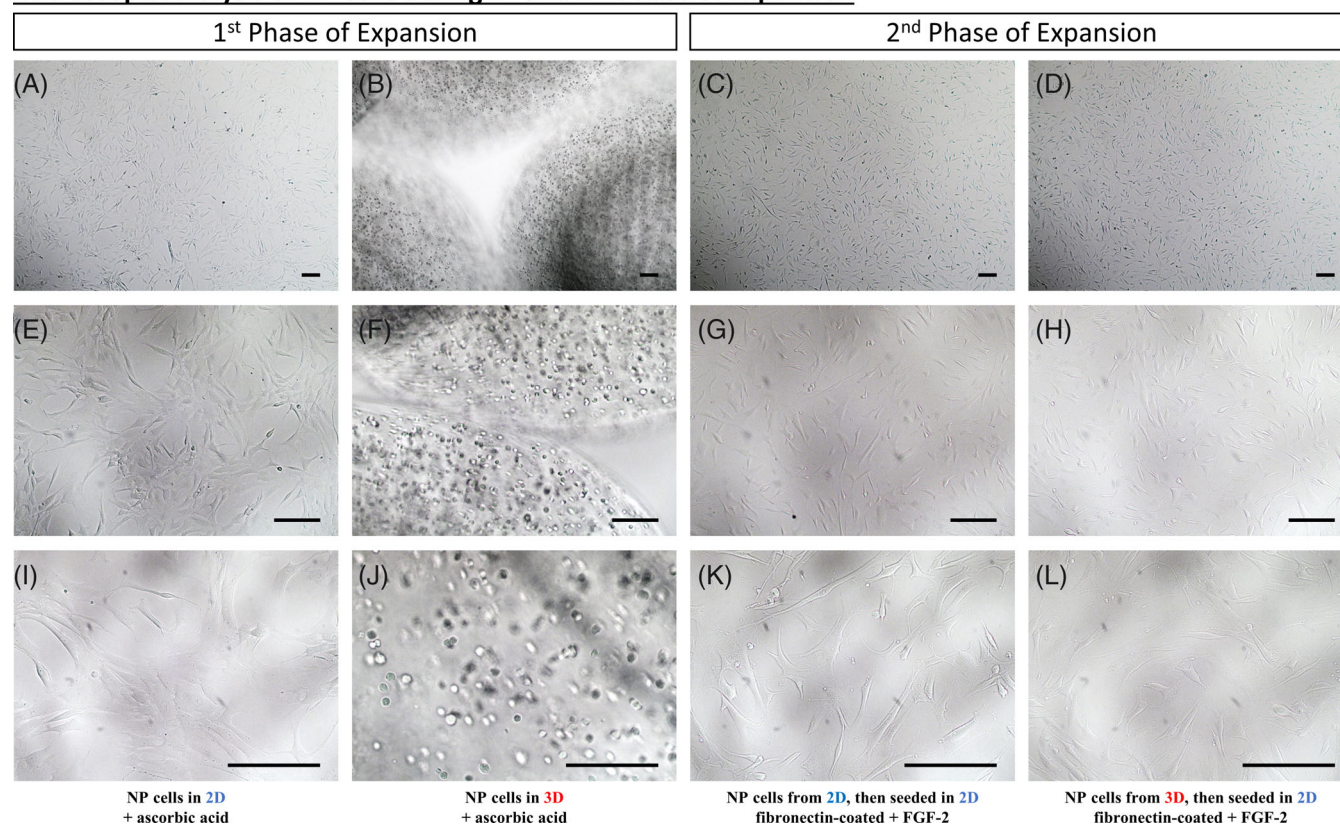 1st Phase of Expansion
2nd Phase of Expansion
(A)
(B)
(C)
(D)
(E)
(F)
(G)
(H)
(I)
(J)
(K)
(L)
NP cells in 2D
+ ascorbic acid
NP cells in 3D
+ ascorbic acid
NP cells from 2D, then seeded in 2D
fibronectin-coated + FGF-2
NP cells from 3D, then seeded in 2D
fibronectin-coated + FGF-2